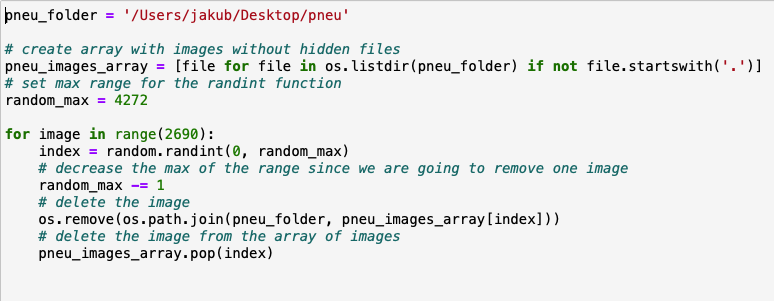 pneu_folder = '/Users/jakub/Desktop/pneu'

# create array with images without hidden files
pneu_images_array = [file for file in os.listdir(pneu_folder) if not file.startswith('.')]
# set max range for the randint function
random_max = 4272

for image in range(2690):
    index = random.randint(0, random_max)
    # decrease the max of the range since we are going to remove one image
    random_max -= 1
    # delete the image
    os.remove(os.path.join(pneu_folder, pneu_images_array[index]))
    # delete the image from the array of images
    pneu_images_array.pop(index)